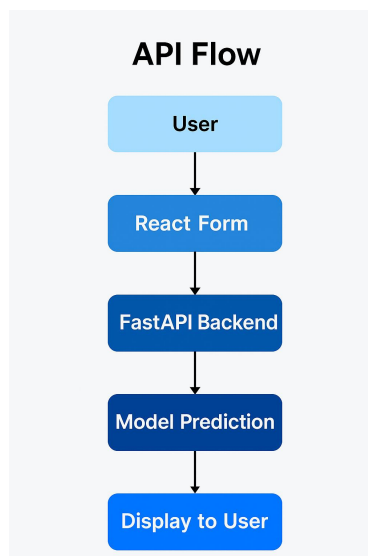 API Flow
User
React Form
FastAPI Backend
Model Prediction
Display to User